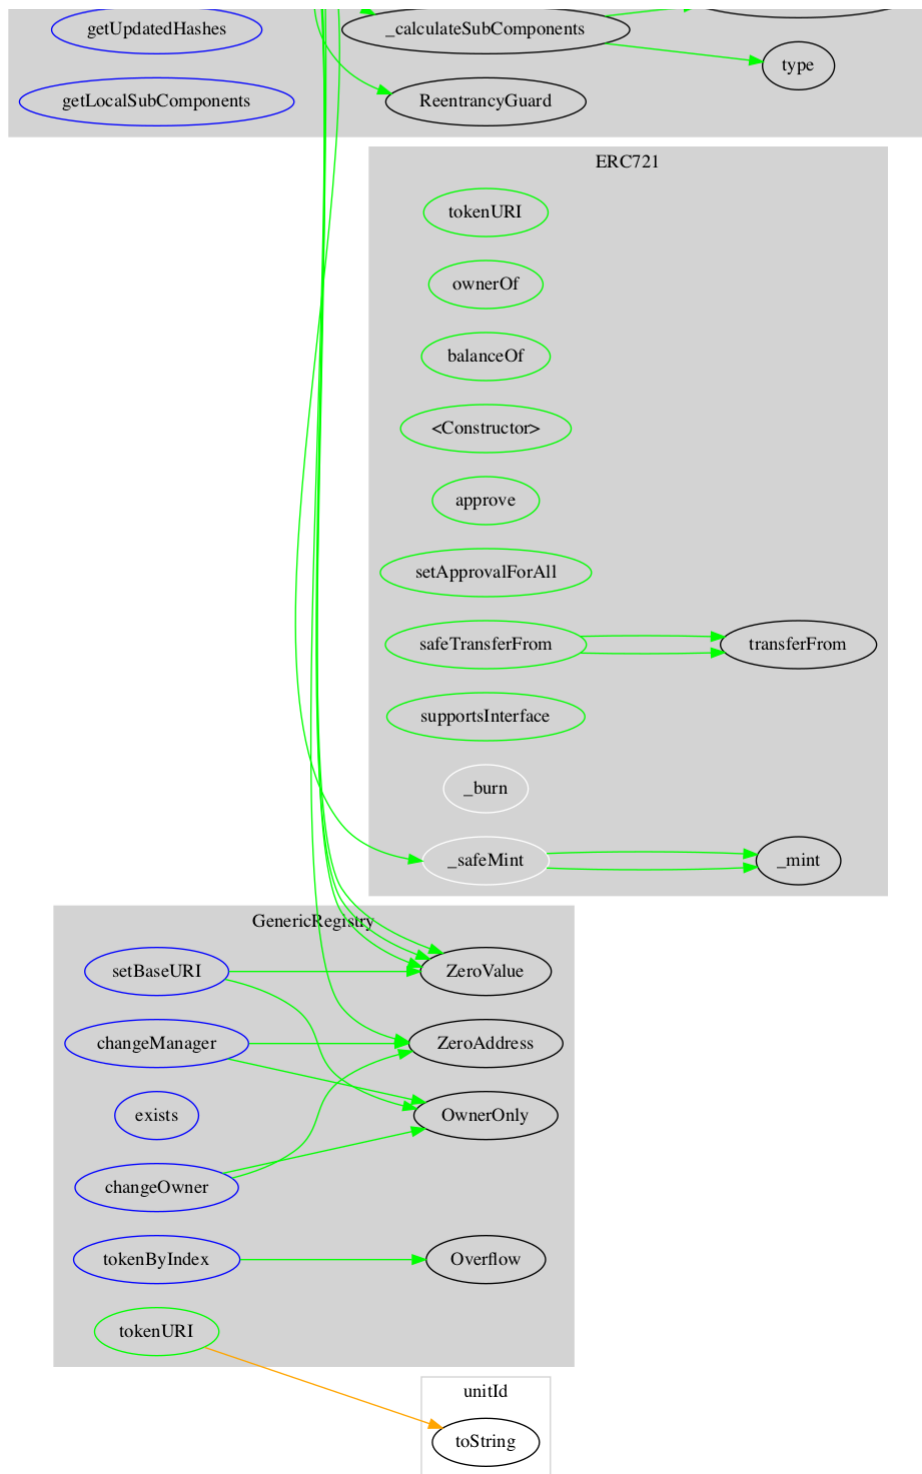 getUpdatedHashes
_calculateSubComponents
type
getLocalSubComponents
ReentrancyGuard
ERC721
tokenURI
ownerOf
balanceOf
<Constructor>
approve
setApprovalForAll
safeTransferFrom
transferFrom
supportsInterface
_burn
_safeMint
_mint
GenericRegistry
setBaseURI
ZeroValue
changeManager
ZeroAddress
exists
OwnerOnly
changeOwner
tokenByIndex
Overflow
tokenURI
unitId
toString